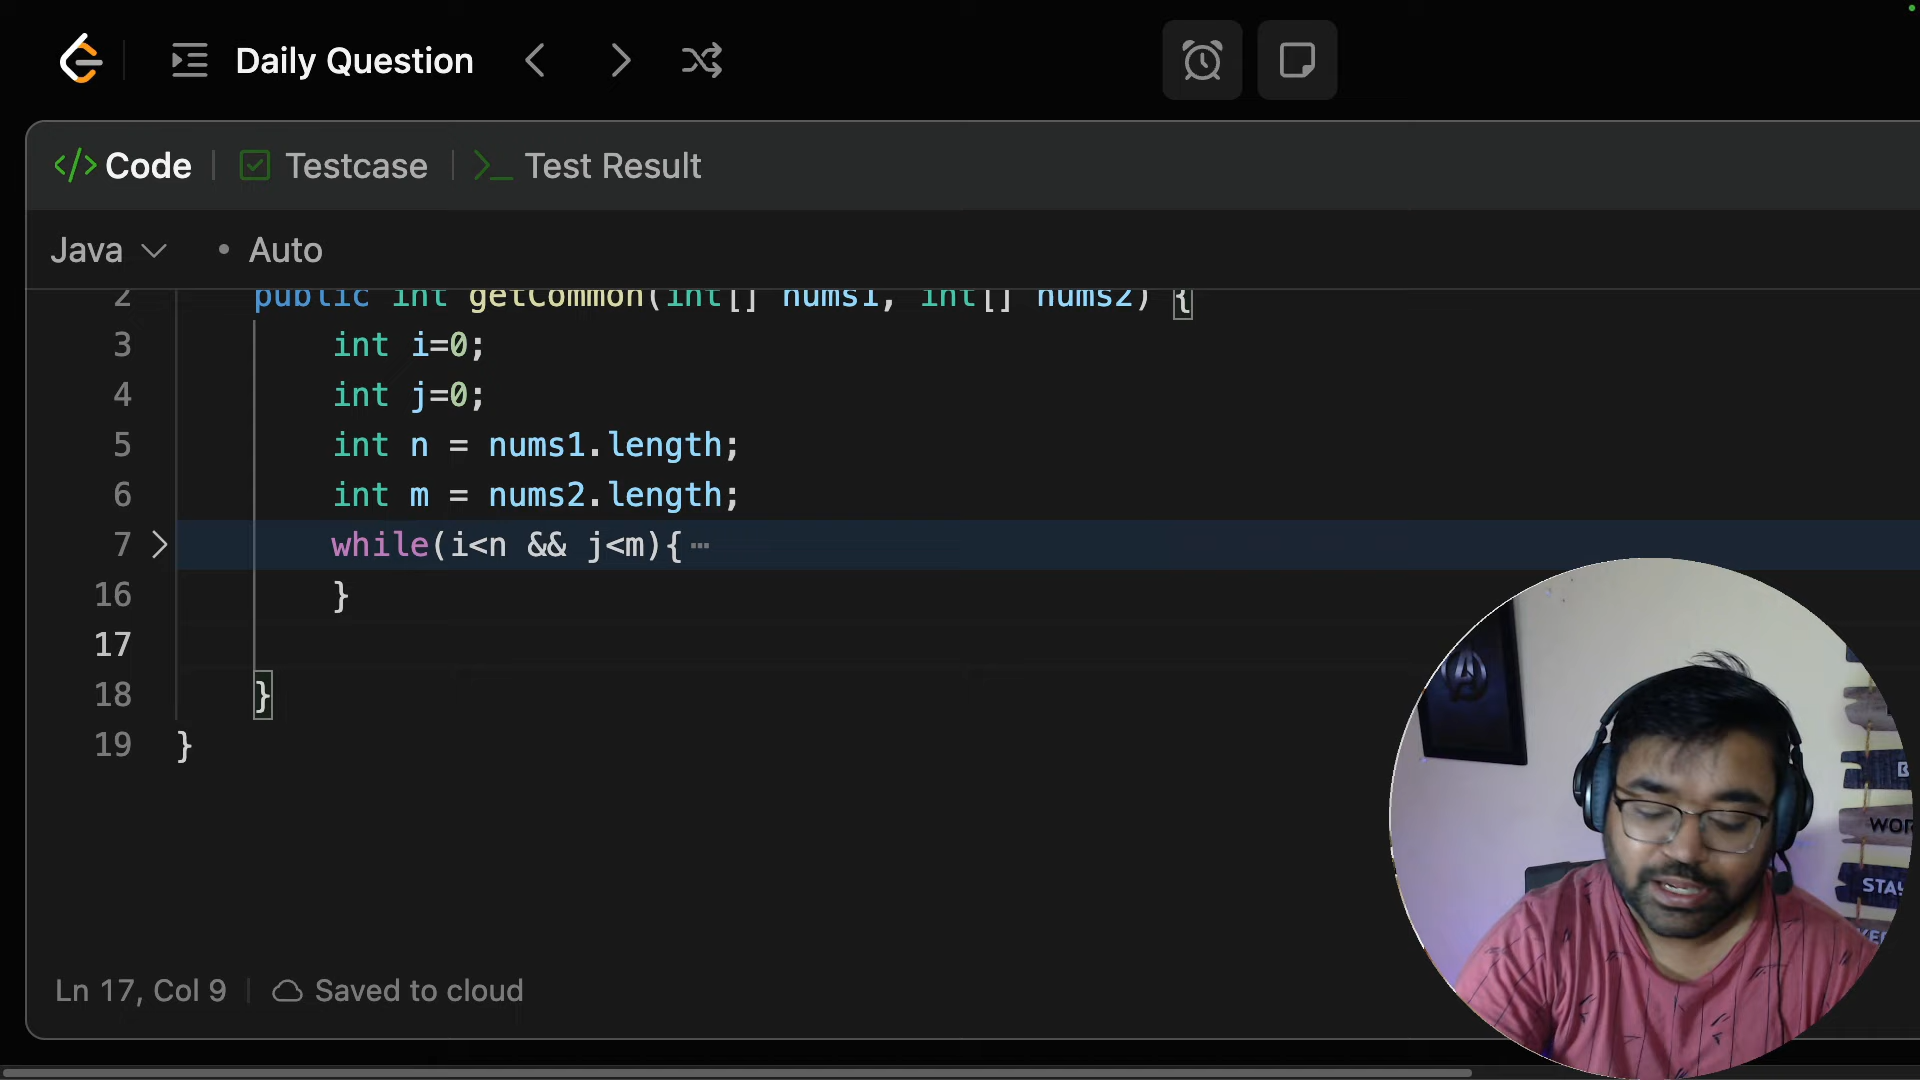 Daily Question
</> Code | Testcase | >_ Test Result
Java • Auto
2 public int getCommon(int[] nums1, int[] nums2) {
3 int i=0;
4 int j=0;
5 int n = nums1.length;
6 int m = nums2.length;
7 while(i<n && j<m){ ···
16 }
17
18 }
19 }
WOR
STAY
Ln 17, Col 9 | Saved to cloud